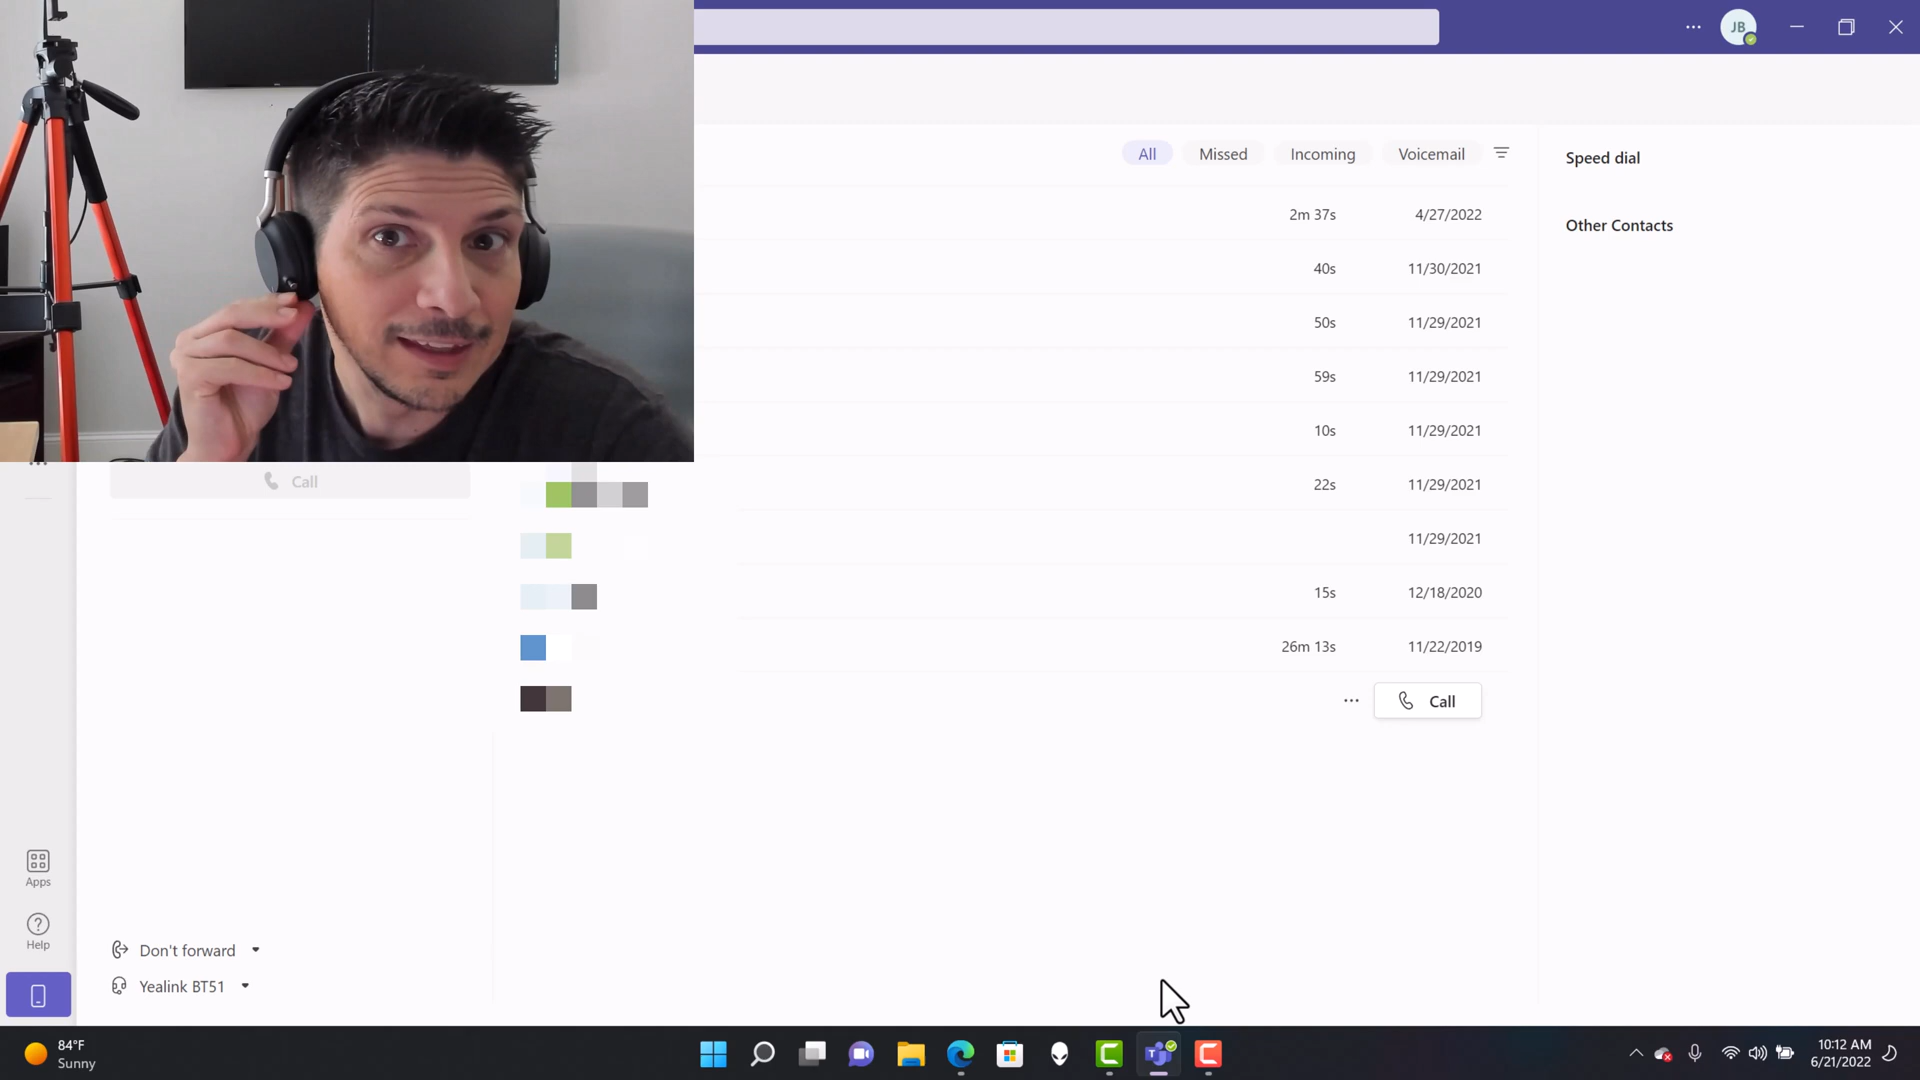 JB
All Missed Incoming Voicemail
Speed dial
Other Contacts
2m 37s 4/27/2022
40s 11/30/2021
50s 11/29/2021
59s 11/29/2021
10s 11/29/2021
Call
22s 11/29/2021
11/29/2021
15s 12/18/2020
26m 13s 11/22/2019
Call
Apps
Help
Don't forward
Yealink BT51
84°F
Sunny
10:12 AM
6/21/2022